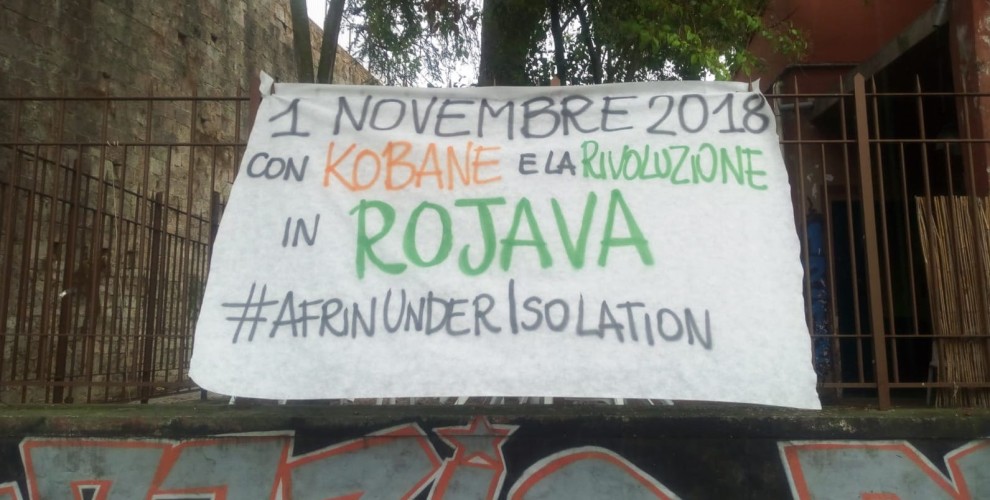 1 NOVEMBRE 2018
CON KOBANE E LA RIVOLUZIONE
IN ROJAVA
#AFRINUNDERISOLATION